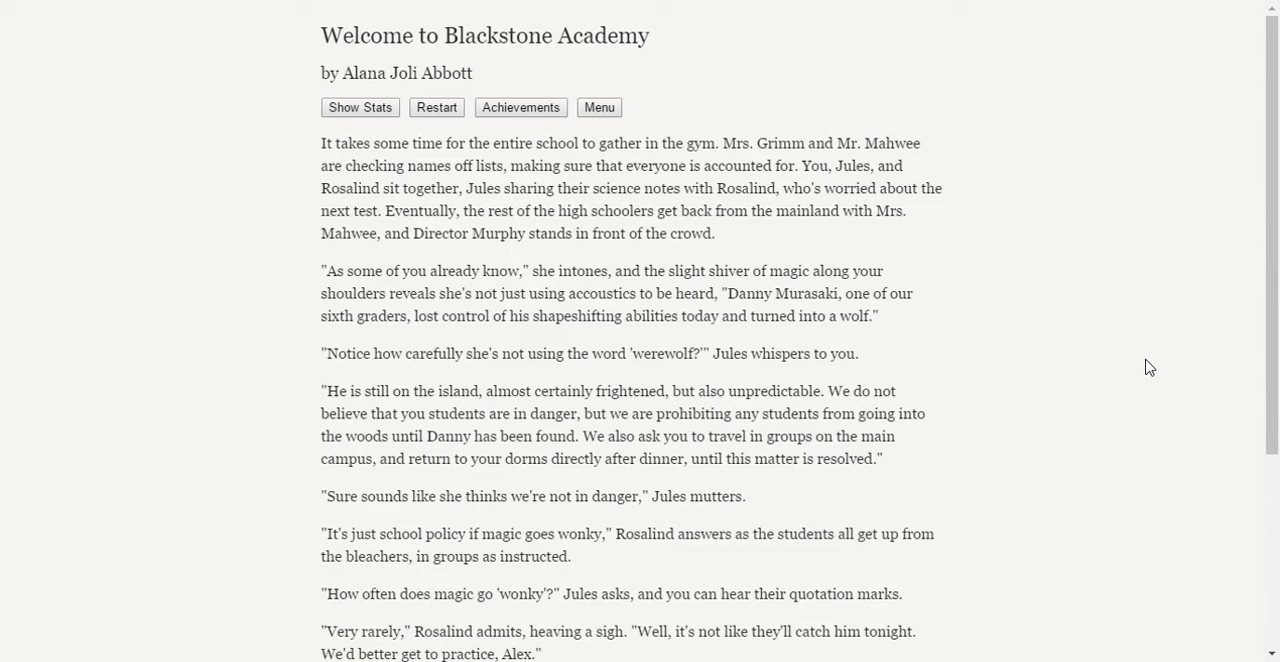 Welcome to Blackstone Academy
by Alana Joli Abbott
Show Stats Restart Achievements Menu
It takes some time for the entire school to gather in the gym. Mrs. Grimm and Mr. Mahwee
are checking names off lists, making sure that everyone is accounted for. You, Jules, and
Rosalind sit together, Jules sharing their science notes with Rosalind, who's worried about the
next test. Eventually, the rest of the high schoolers get back from the mainland with Mrs.
Mahwee, and Director Murphy stands in front of the crowd.
"As some of you already know," she intones, and the slight shiver of magic along your
shoulders reveals she's not just using accoustics to be heard, "Danny Murasaki, one of our
sixth graders, lost control of his shapeshifting abilities today and turned into a wolf."
"Notice how carefully she's not using the word 'werewolf?'" Jules whispers to you.
"He is still on the island, almost certainly frightened, but also unpredictable. We do not
believe that you students are in danger, but we are prohibiting any students from going into
the woods until Danny has been found. We also ask you to travel in groups on the main
campus, and return to your dorms directly after dinner, until this matter is resolved."
"Sure sounds like she thinks we're not in danger," Jules mutters.
"It's just school policy if magic goes wonky," Rosalind answers as the students all get up from
the bleachers, in groups as instructed.
"How often does magic go 'wonky'?" Jules asks, and you can hear their quotation marks.
"Very rarely," Rosalind admits, heaving a sigh. "Well, it's not like they'll catch him tonight.
We'd better get to practice, Alex."